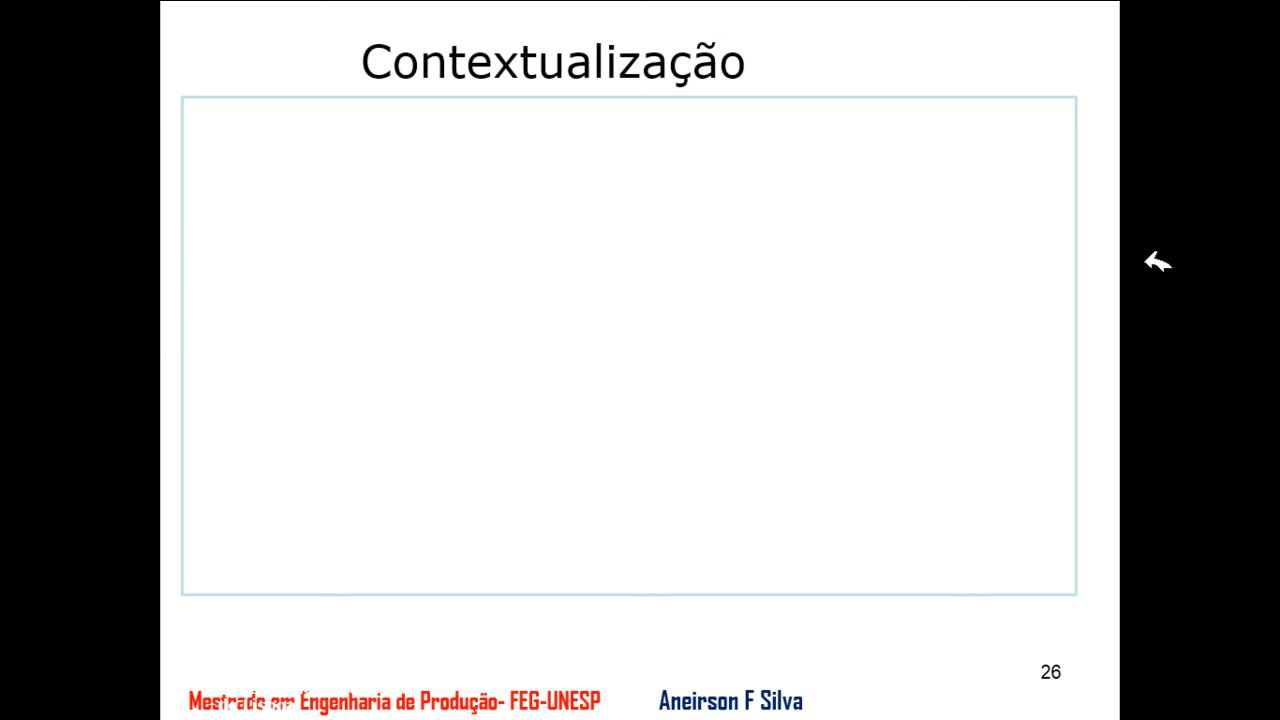 Contextualização
26
Mestrado em Engenharia de Produção- FEG-UNESP Aneirson F Silva